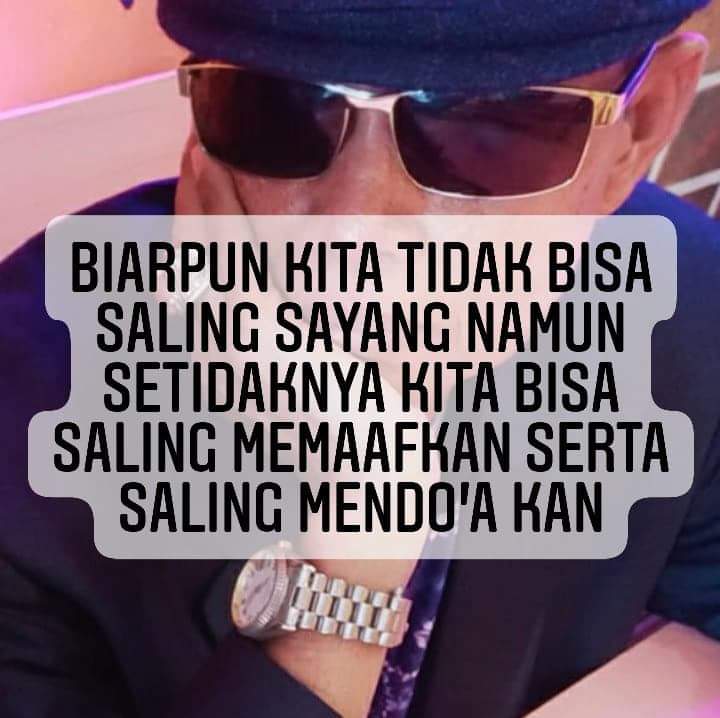 BIARPUN KITA TIDAK BISA
SALING SAYANG NAMUN
SETIDAKNYA KITA BISA
SALING MEMAAFKAN SERTA
SALING MENDO'A KAN